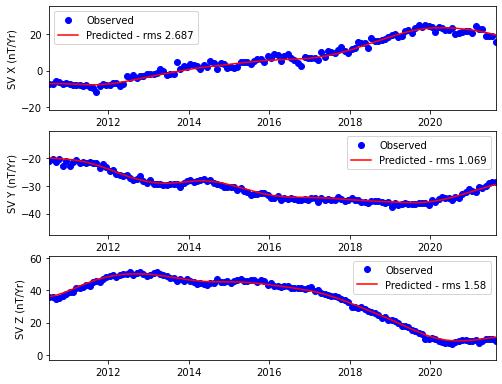 SV X (nT/Yr)
20
0
−20
Observed
Predicted - rms 2.687
2012
2014
2016
2018
2020
SV Y (nT/Yr)
−20
−30
−40
Observed
Predicted - rms 1.069
2012
2014
2016
2018
2020
SV Z (nT/Yr)
60
40
20
0
Observed
Predicted - rms 1.58
2012
2014
2016
2018
2020